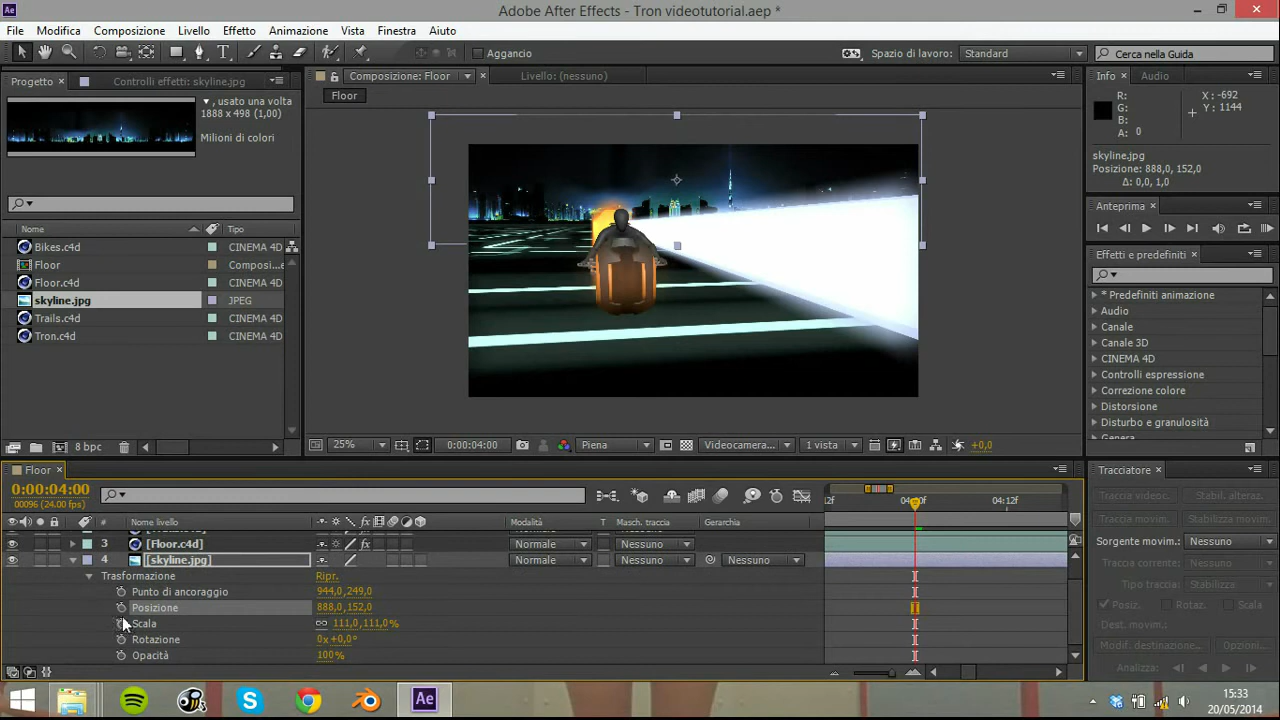 Ae Adobe After Effects - Tron videotutorial.aep *
File Modifica Composizione Livello Effetto Animazione Vista Finestra Aiuto
T Aggancio Spazio di lavoro: Standard Cerca nella Guida
Progetto Controlli effetti: skyline.jpg
, usato una volta
1888 x 498 (1,00)
Milioni di colori
Nome Tipo
Bikes.c4d CINEMA 4D
Floor Composi...e
Floor.c4d CINEMA 4D
skyline.jpg JPEG
Trails.c4d CINEMA 4D
Tron.c4d CINEMA 4D
8 bpc
Composizione: Floor Livello: (nessuno)
Floor
25% 0:00:04:00 Piena Videocamera... 1 vista +0,0
Info Audio
R:
G:
B:
A: 0
X : -692
Y : 1144
skyline.jpg
Posizione: 888,0, 152,0
Δ: 0,0, 1,0
Anteprima
Effetti e predefiniti
* Predefiniti animazione
Audio
Canale
Canale 3D
CINEMA 4D
Controlli espressione
Correzione colore
Distorsione
Disturbo e granulosità
Genera
Floor
0:00:04:00
00096 (24.00 fps)
# Nome livello Modalità T Masch. traccia Gerarchia
3 [Floor.c4d] Normale Nessuno Nessuno
4 [skyline.jpg] Normale Nessuno Nessuno
Trasformazione Ripr.
Punto di ancoraggio 944,0,249,0
Posizione 888,0,152,0
Scala 111,0,111,0%
Rotazione 0x+0,0°
Opacità 100%
04:12f
Tracciatore
Traccia videoc. Stabil. alteraz.
Traccia movim. Stabilizza movim.
Sorgente movim.: Nessuno
Traccia corrente: Nessuno
Tipo traccia: Stabilizza
Posiz. Rotaz. Scala
Dest. movim.:
Modif. destinazione... Opzioni...
Analizza:
S Ae
15:33
20/05/2014